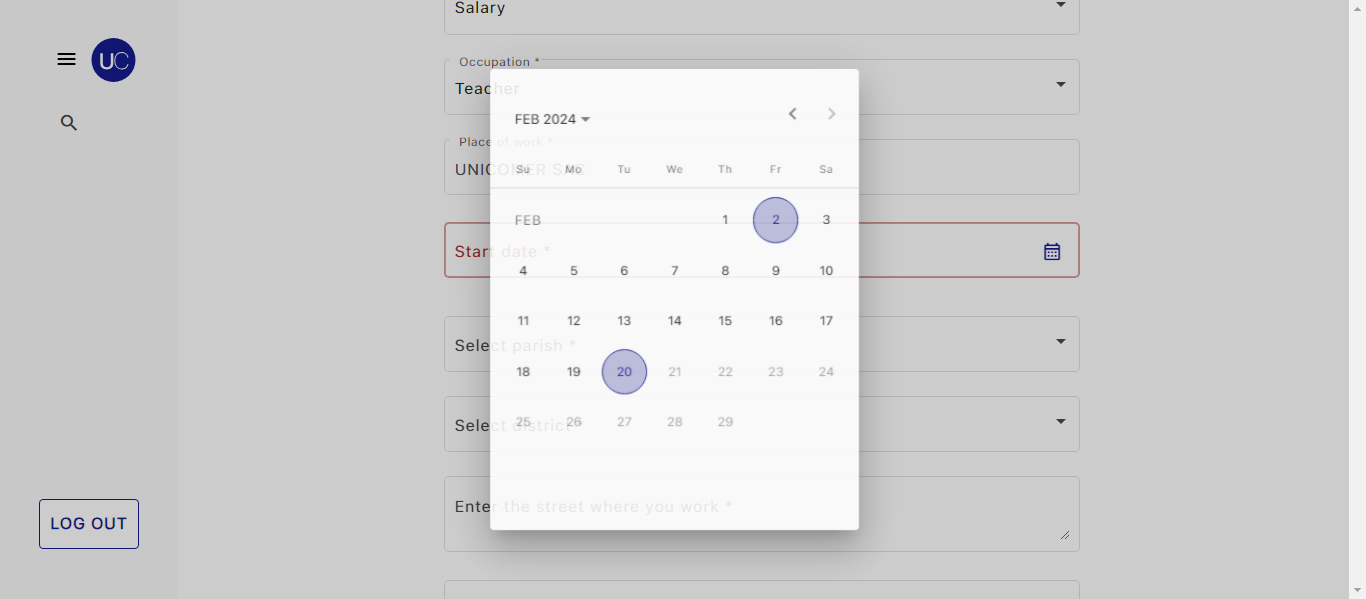 Salary
UC
Occupation *
Teacher
FEB 2024
Place of work *
UNICOMER SAC
Su Mo Tu We Th Fr Sa
FEB 1 2 3
Start date *
4 5 6 7 8 9 10
11 12 13 14 15 16 17
Select parish *
18 19 20 21 22 23 24
25 26 27 28 29
Select district
Enter the street where you work *
LOG OUT